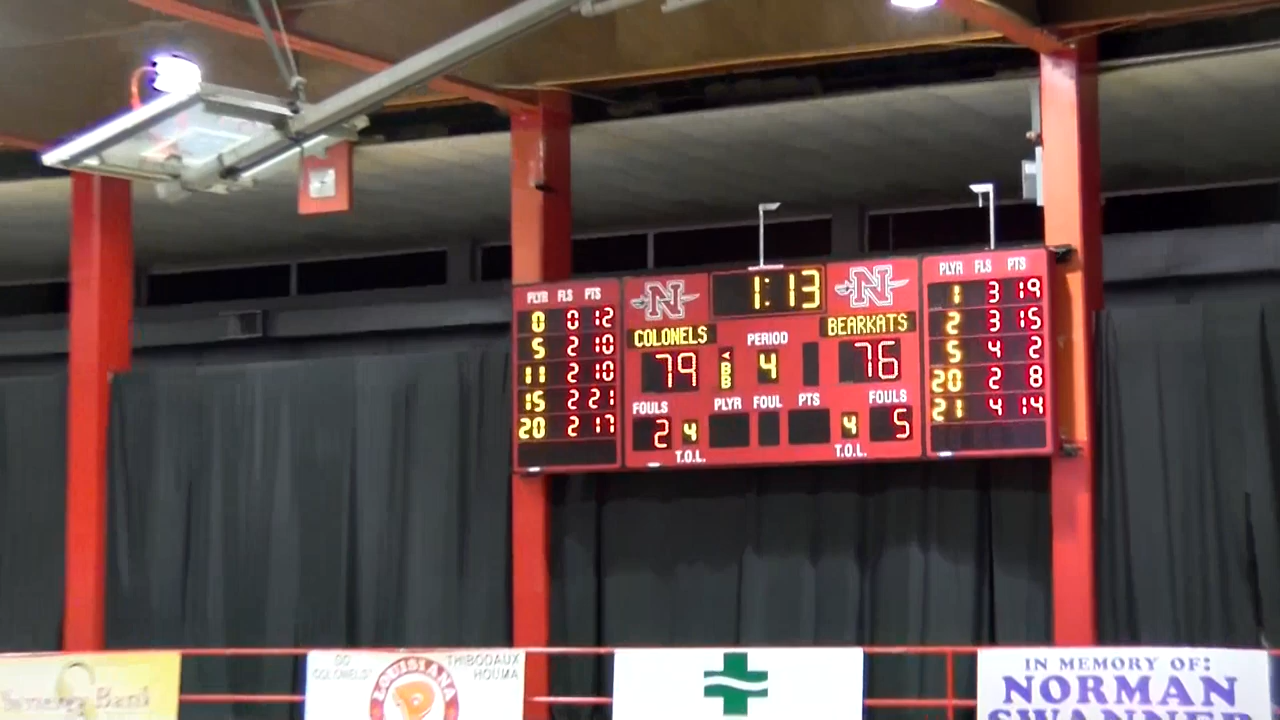 PLYR FLS PTS
0 0 12
5 2 10
11 2 10
15 2 21
20 2 17
N
1:13
N
COLONELS
BEARKATS
PERIOD
79
BB
4
76
FOULS
PLYR FOUL PTS
FOULS
2 4
4 5
T.O.L.
T.O.L.
PLYR FLS PTS
1 3 19
2 3 15
5 4 2
20 2 8
21 4 14
Bank
GO
COLONELS
THIBODAUX
HOUMA
LOUISIANA
IN MEMORY OF:
NORMAN
SWANNER